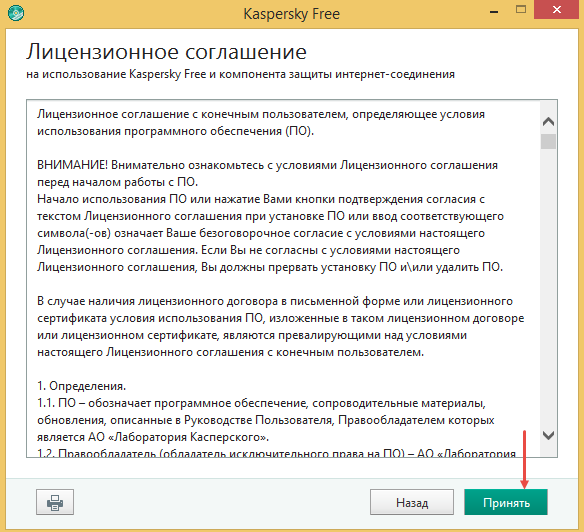 Kaspersky Free
Лицензионное соглашение
на использование Kaspersky Free и компонента защиты интернет-соединения
Лицензионное соглашение с конечным пользователем, определяющее условия
использования программного обеспечения (ПО).
ВНИМАНИЕ! Внимательно ознакомьтесь с условиями Лицензионного соглашения
перед началом работы с ПО.
Начало использования ПО или нажатие Вами кнопки подтверждения согласия с
текстом Лицензионного соглашения при установке ПО или ввод соответствующего
символа(-ов) означает Ваше безоговорочное согласие с условиями настоящего
Лицензионного соглашения. Если Вы не согласны с условиями настоящего
Лицензионного соглашения, Вы должны прервать установку ПО и\или удалить ПО.
В случае наличия лицензионного договора в письменной форме или лицензионного
сертификата условия использования ПО, изложенные в таком лицензионном договоре
или лицензионном сертификате, являются превалирующими над условиями
настоящего Лицензионного соглашения с конечным пользователем.
1. Определения.
1.1. ПО – обозначает программное обеспечение, сопроводительные материалы,
обновления, описанные в Руководстве Пользователя, Правообладателем которых
является АО «Лаборатория Касперского».
1.2. Правообладатель (обладатель исключительного права на ПО) – АО «Лаборатория
Назад
Принять